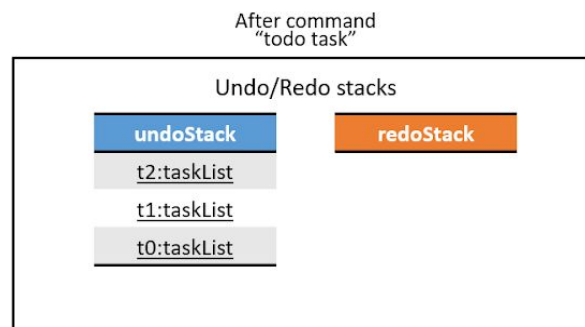 After command
“todo task”
Undo/Redo stacks
undoStack
redoStack
t2:taskList
t1:taskList
t0:taskList